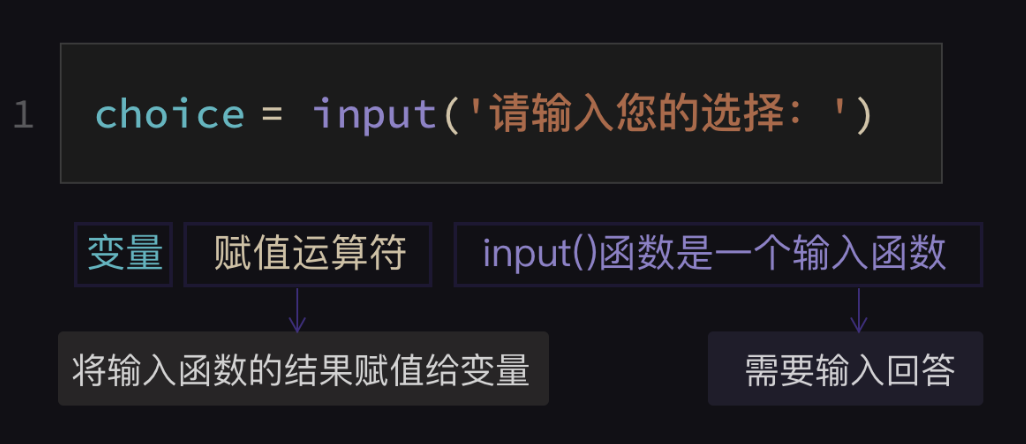 1 choice = input('请输入您的选择：')
变量 赋值运算符 input()函数是一个输入函数
将输入函数的结果赋值给变量 需要输入回答